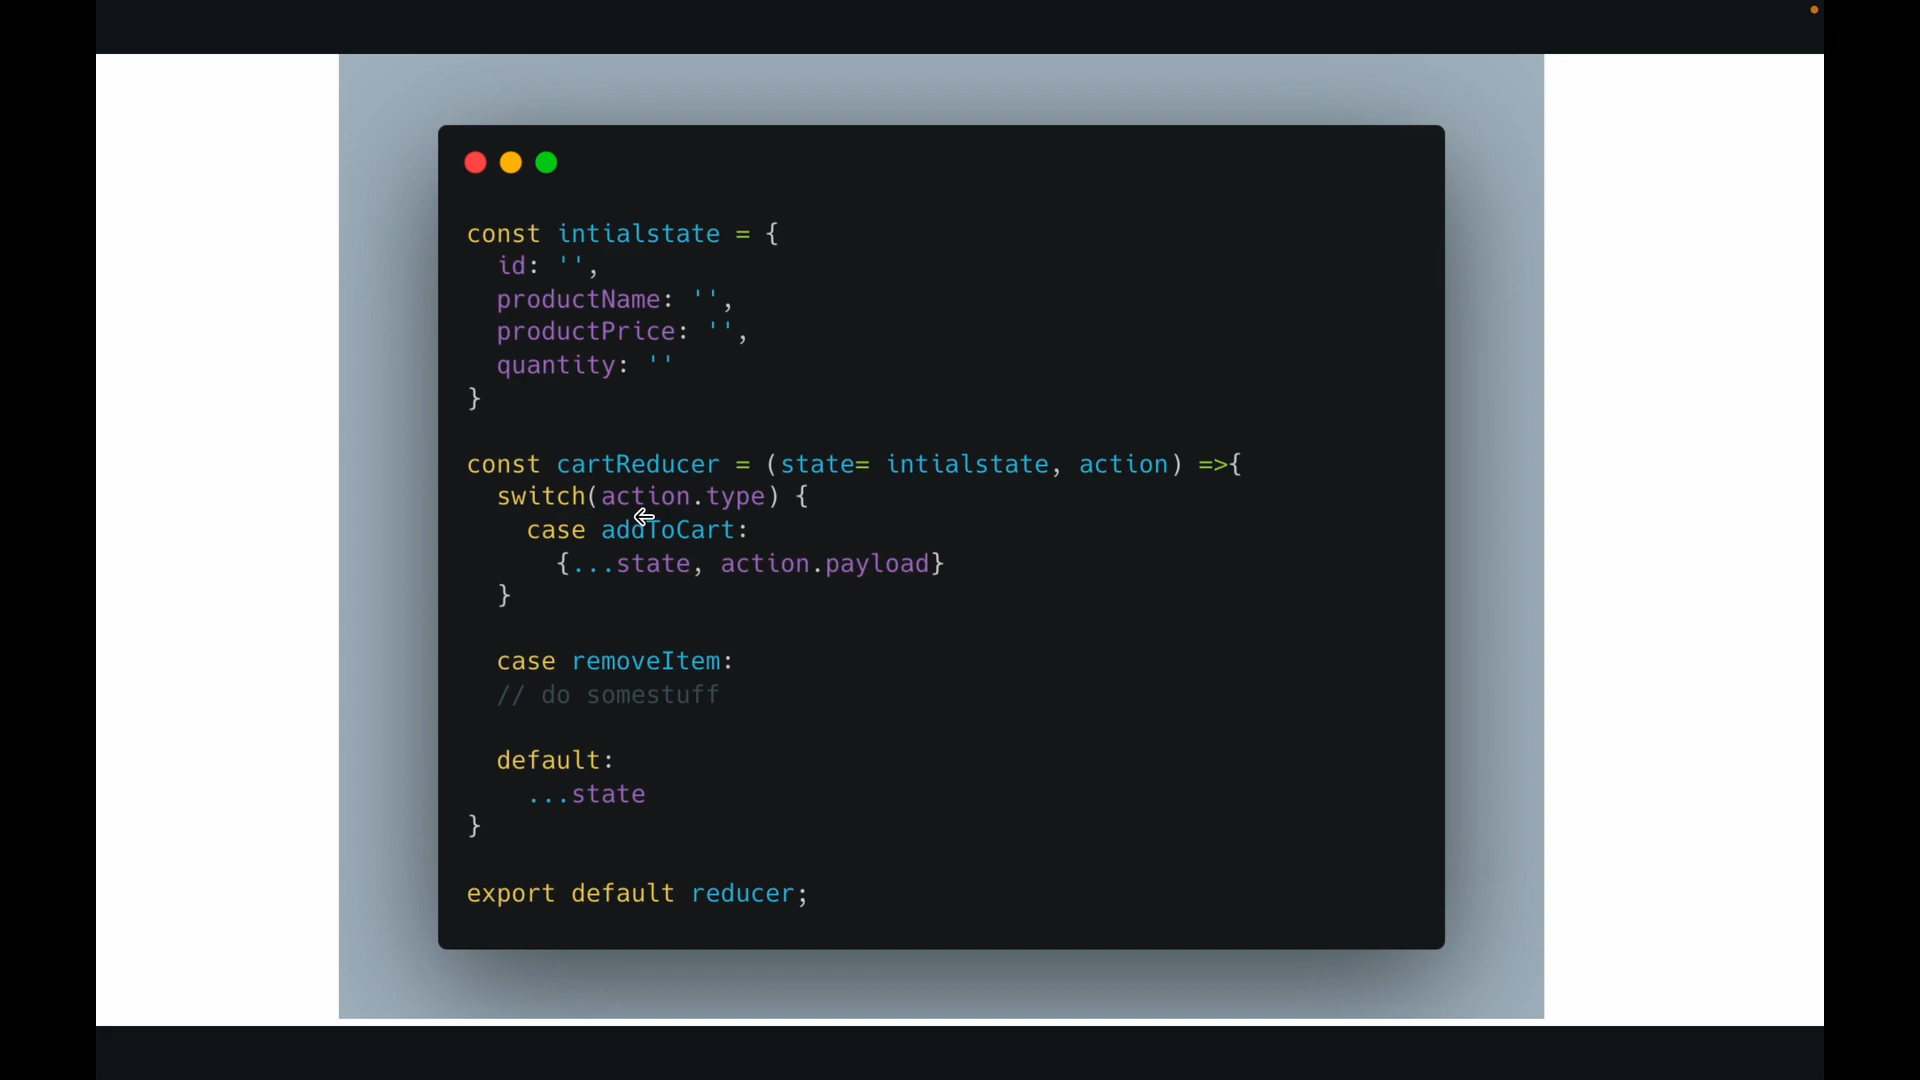 const intialstate = {
  id: '',
  productName: '',
  productPrice: '',
  quantity: ''
}
const cartReducer = (state= intialstate, action) =>{
  switch(action.type) {
    case addToCart:
      {...state, action.payload}
  }
  case removeItem:
  // do somestuff
  default:
    ...state
}
export default reducer;